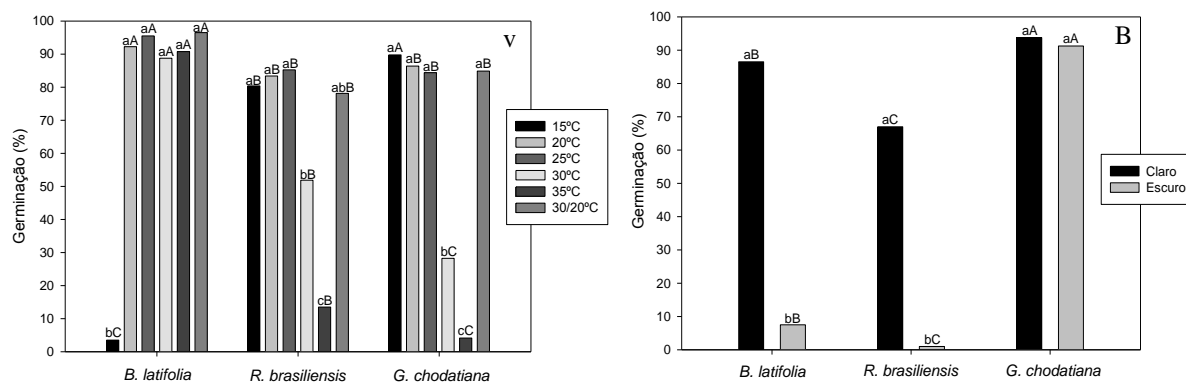 v
Germinação (%)
100
90
80
70
60
50
40
30
20
10
0
bC aA aA aA aA aA
aB aB aB bB cB abB
aA aB aB bC cC aB
B. latifolia R. brasiliensis G. chodatiana
15ºC
20ºC
25ºC
30ºC
35ºC
30/20ºC
B
Germinação (%)
100
90
80
70
60
50
40
30
20
10
0
aB bB
aC bC
aA aA
B. latifolia R. brasiliensis G. chodatiana
Claro
Escuro